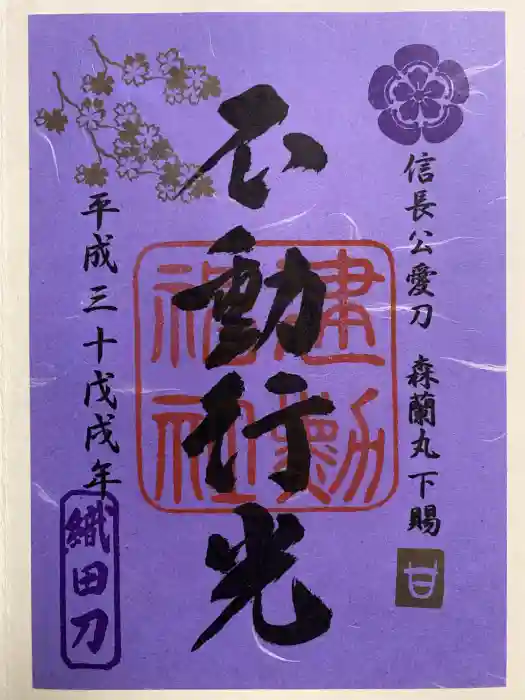 信長公愛刀 森蘭丸下賜
甘
不動行光
建勲神社
平成三十戊戌年
織田刀